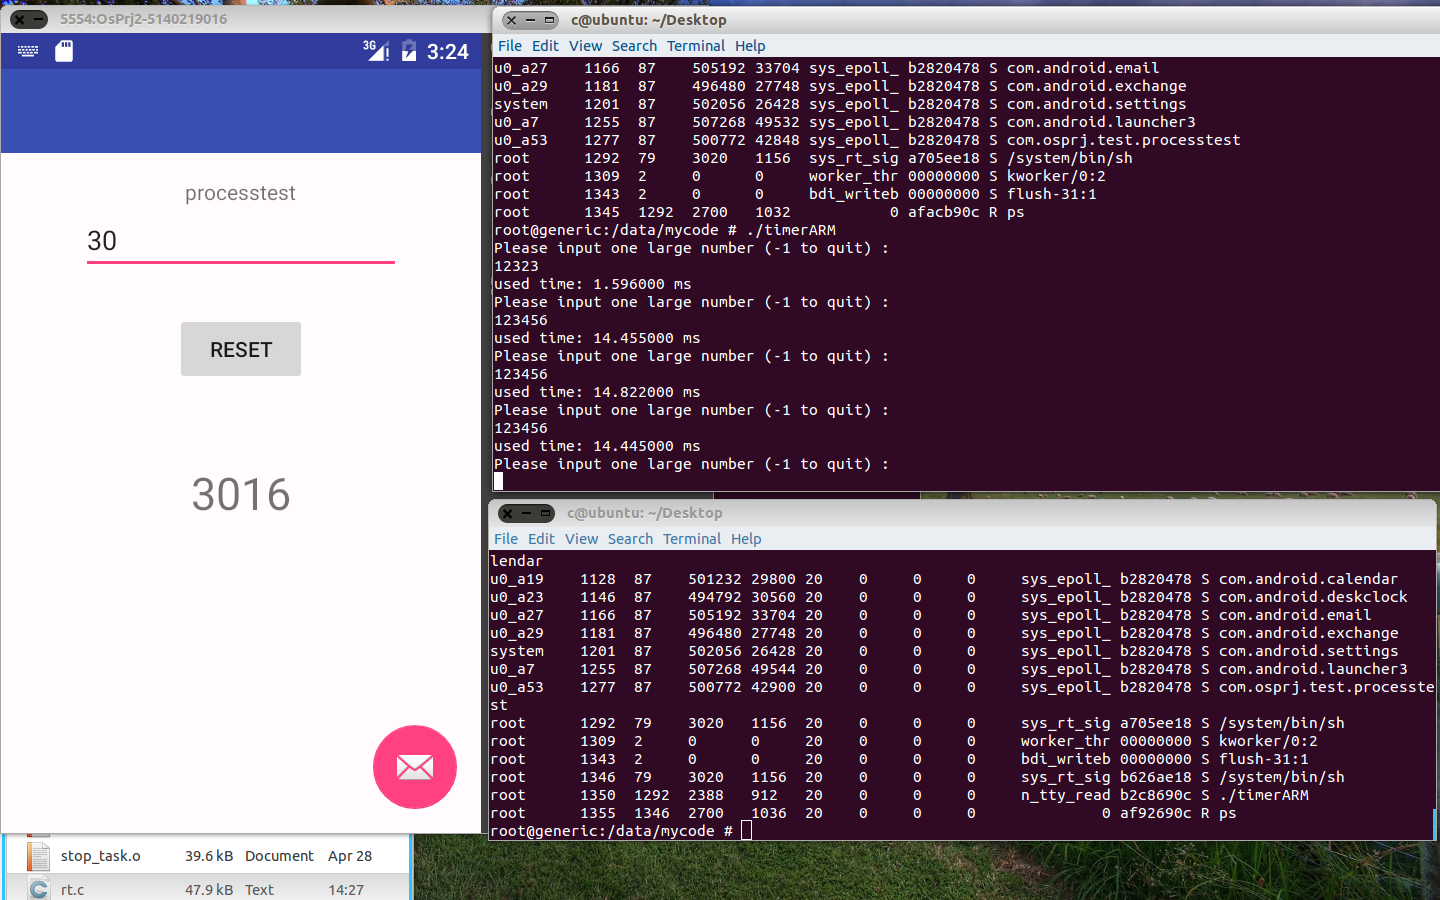 5554:OsPrj2-5140219016
3G 3:24
processtest
30
RESET
3016
stop_task.o 39.6 kB Document Apr 28
rt.c 47.9 kB Text 14:27
c@ubuntu: ~/Desktop
File Edit View Search Terminal Help
u0_a27 1166 87 505192 33704 sys_epoll_ b2820478 S com.android.email
u0_a29 1181 87 496480 27748 sys_epoll_ b2820478 S com.android.exchange
system 1201 87 502056 26428 sys_epoll_ b2820478 S com.android.settings
u0_a7 1255 87 507268 49532 sys_epoll_ b2820478 S com.android.launcher3
u0_a53 1277 87 500772 42848 sys_epoll_ b2820478 S com.osprj.test.processtest
root 1292 79 3020 1156 sys_rt_sig a705ee18 S /system/bin/sh
root 1309 2 0 0 worker_thr 00000000 S kworker/0:2
root 1343 2 0 0 bdi_writeb 00000000 S flush-31:1
root 1345 1292 2700 1032 0 afacb90c R ps
root@generic:/data/mycode # ./timerARM
Please input one large number (-1 to quit) :
12323
used time: 1.596000 ms
Please input one large number (-1 to quit) :
123456
used time: 14.455000 ms
Please input one large number (-1 to quit) :
123456
used time: 14.822000 ms
Please input one large number (-1 to quit) :
123456
used time: 14.445000 ms
Please input one large number (-1 to quit) :
c@ubuntu: ~/Desktop
File Edit View Search Terminal Help
lendar
u0_a19 1128 87 501232 29800 20 0 0 0 sys_epoll_ b2820478 S com.android.calendar
u0_a23 1146 87 494792 30560 20 0 0 0 sys_epoll_ b2820478 S com.android.deskclock
u0_a27 1166 87 505192 33704 20 0 0 0 sys_epoll_ b2820478 S com.android.email
u0_a29 1181 87 496480 27748 20 0 0 0 sys_epoll_ b2820478 S com.android.exchange
system 1201 87 502056 26428 20 0 0 0 sys_epoll_ b2820478 S com.android.settings
u0_a7 1255 87 507268 49544 20 0 0 0 sys_epoll_ b2820478 S com.android.launcher3
u0_a53 1277 87 500772 42900 20 0 0 0 sys_epoll_ b2820478 S com.osprj.test.processte
st
root 1292 79 3020 1156 20 0 0 0 sys_rt_sig a705ee18 S /system/bin/sh
root 1309 2 0 0 20 0 0 0 worker_thr 00000000 S kworker/0:2
root 1343 2 0 0 20 0 0 0 bdi_writeb 00000000 S flush-31:1
root 1346 79 3020 1156 20 0 0 0 sys_rt_sig b626ae18 S /system/bin/sh
root 1350 1292 2388 912 20 0 0 0 n_tty_read b2c8690c S ./timerARM
root 1355 1346 2700 1036 20 0 0 0 0 af92690c R ps
root@generic:/data/mycode #